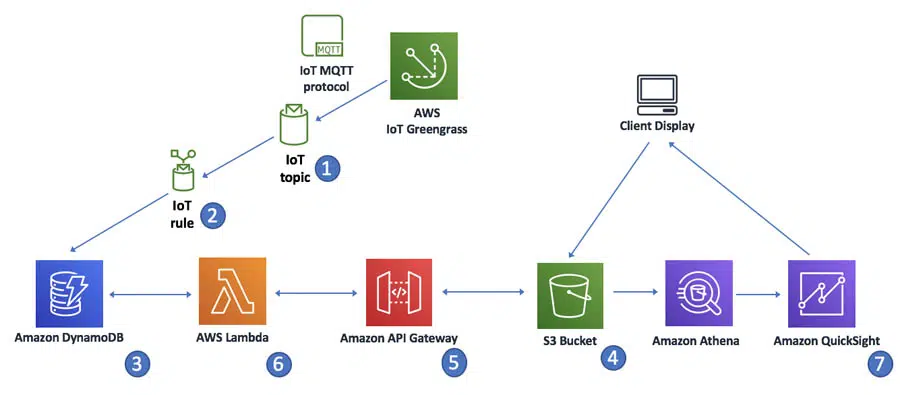 MQTT
IoT MQTT
protocol
AWS
IoT Greengrass
Client Display
IoT
topic
1
IoT
rule
2
Amazon DynamoDB
AWS Lambda
Amazon API Gateway
S3 Bucket
Amazon Athena
Amazon QuickSight
3
6
5
4
7